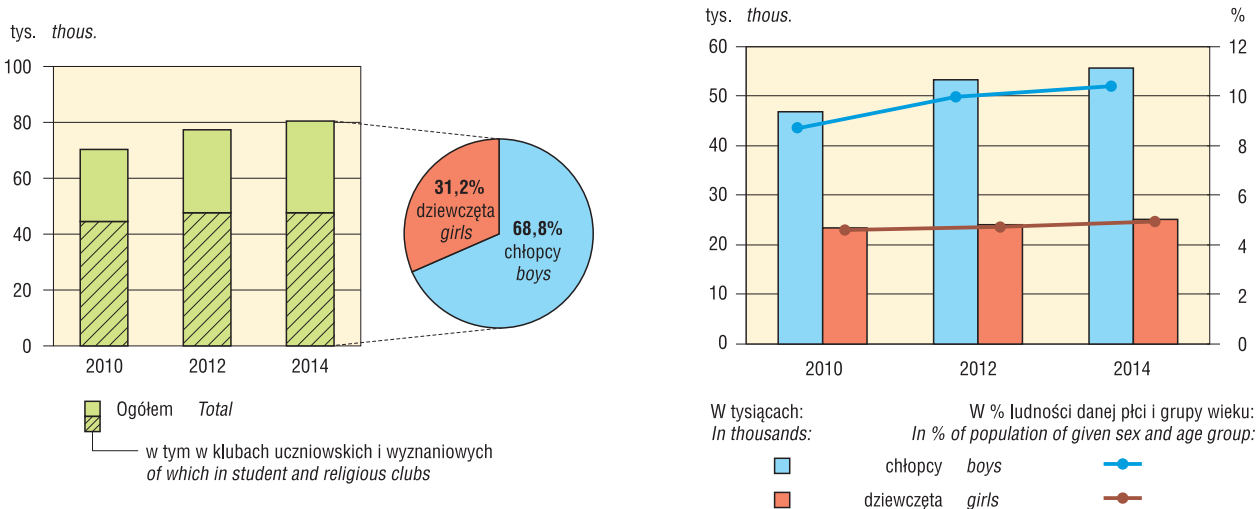 tys. thous.
100
80
60
40
20
0
2010 2012 2014
31,2%
dziewczęta
girls
68,8%
chłopcy
boys
Ogółem Total
w tym w klubach uczniowskich i wyznaniowych
of which in student and religious clubs
tys. thous. %
60 12
50 10
40 8
30 6
20 4
10 2
0 0
2010 2012 2014
W tysiącach: W % ludności danej płci i grupy wieku:
In thousands: In % of population of given sex and age group:
chłopcy boys
dziewczęta girls